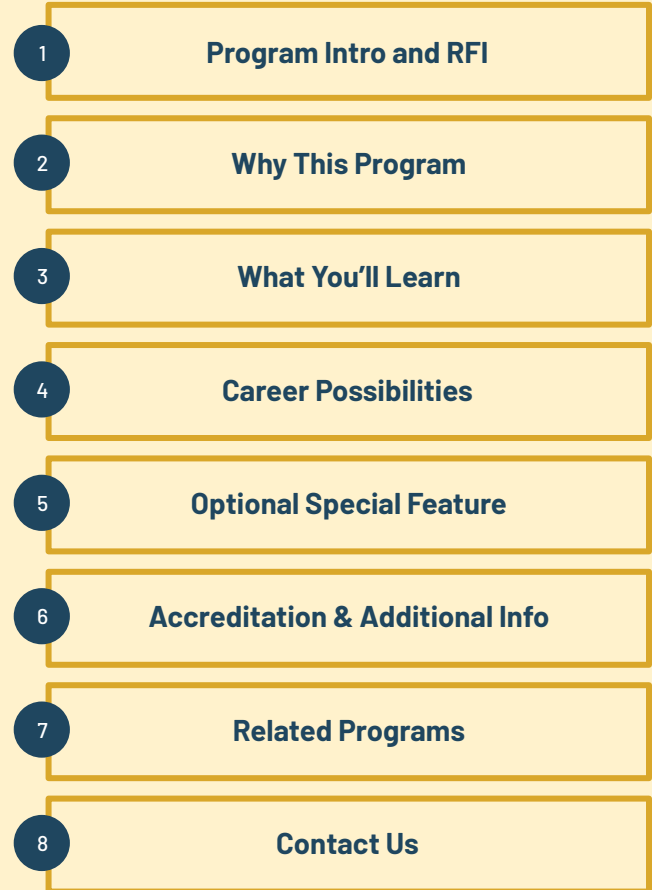 1
Program Intro and RFI
2
Why This Program
3
What You’ll Learn
4
Career Possibilities
5
Optional Special Feature
6
Accreditation & Additional Info
7
Related Programs
8
Contact Us